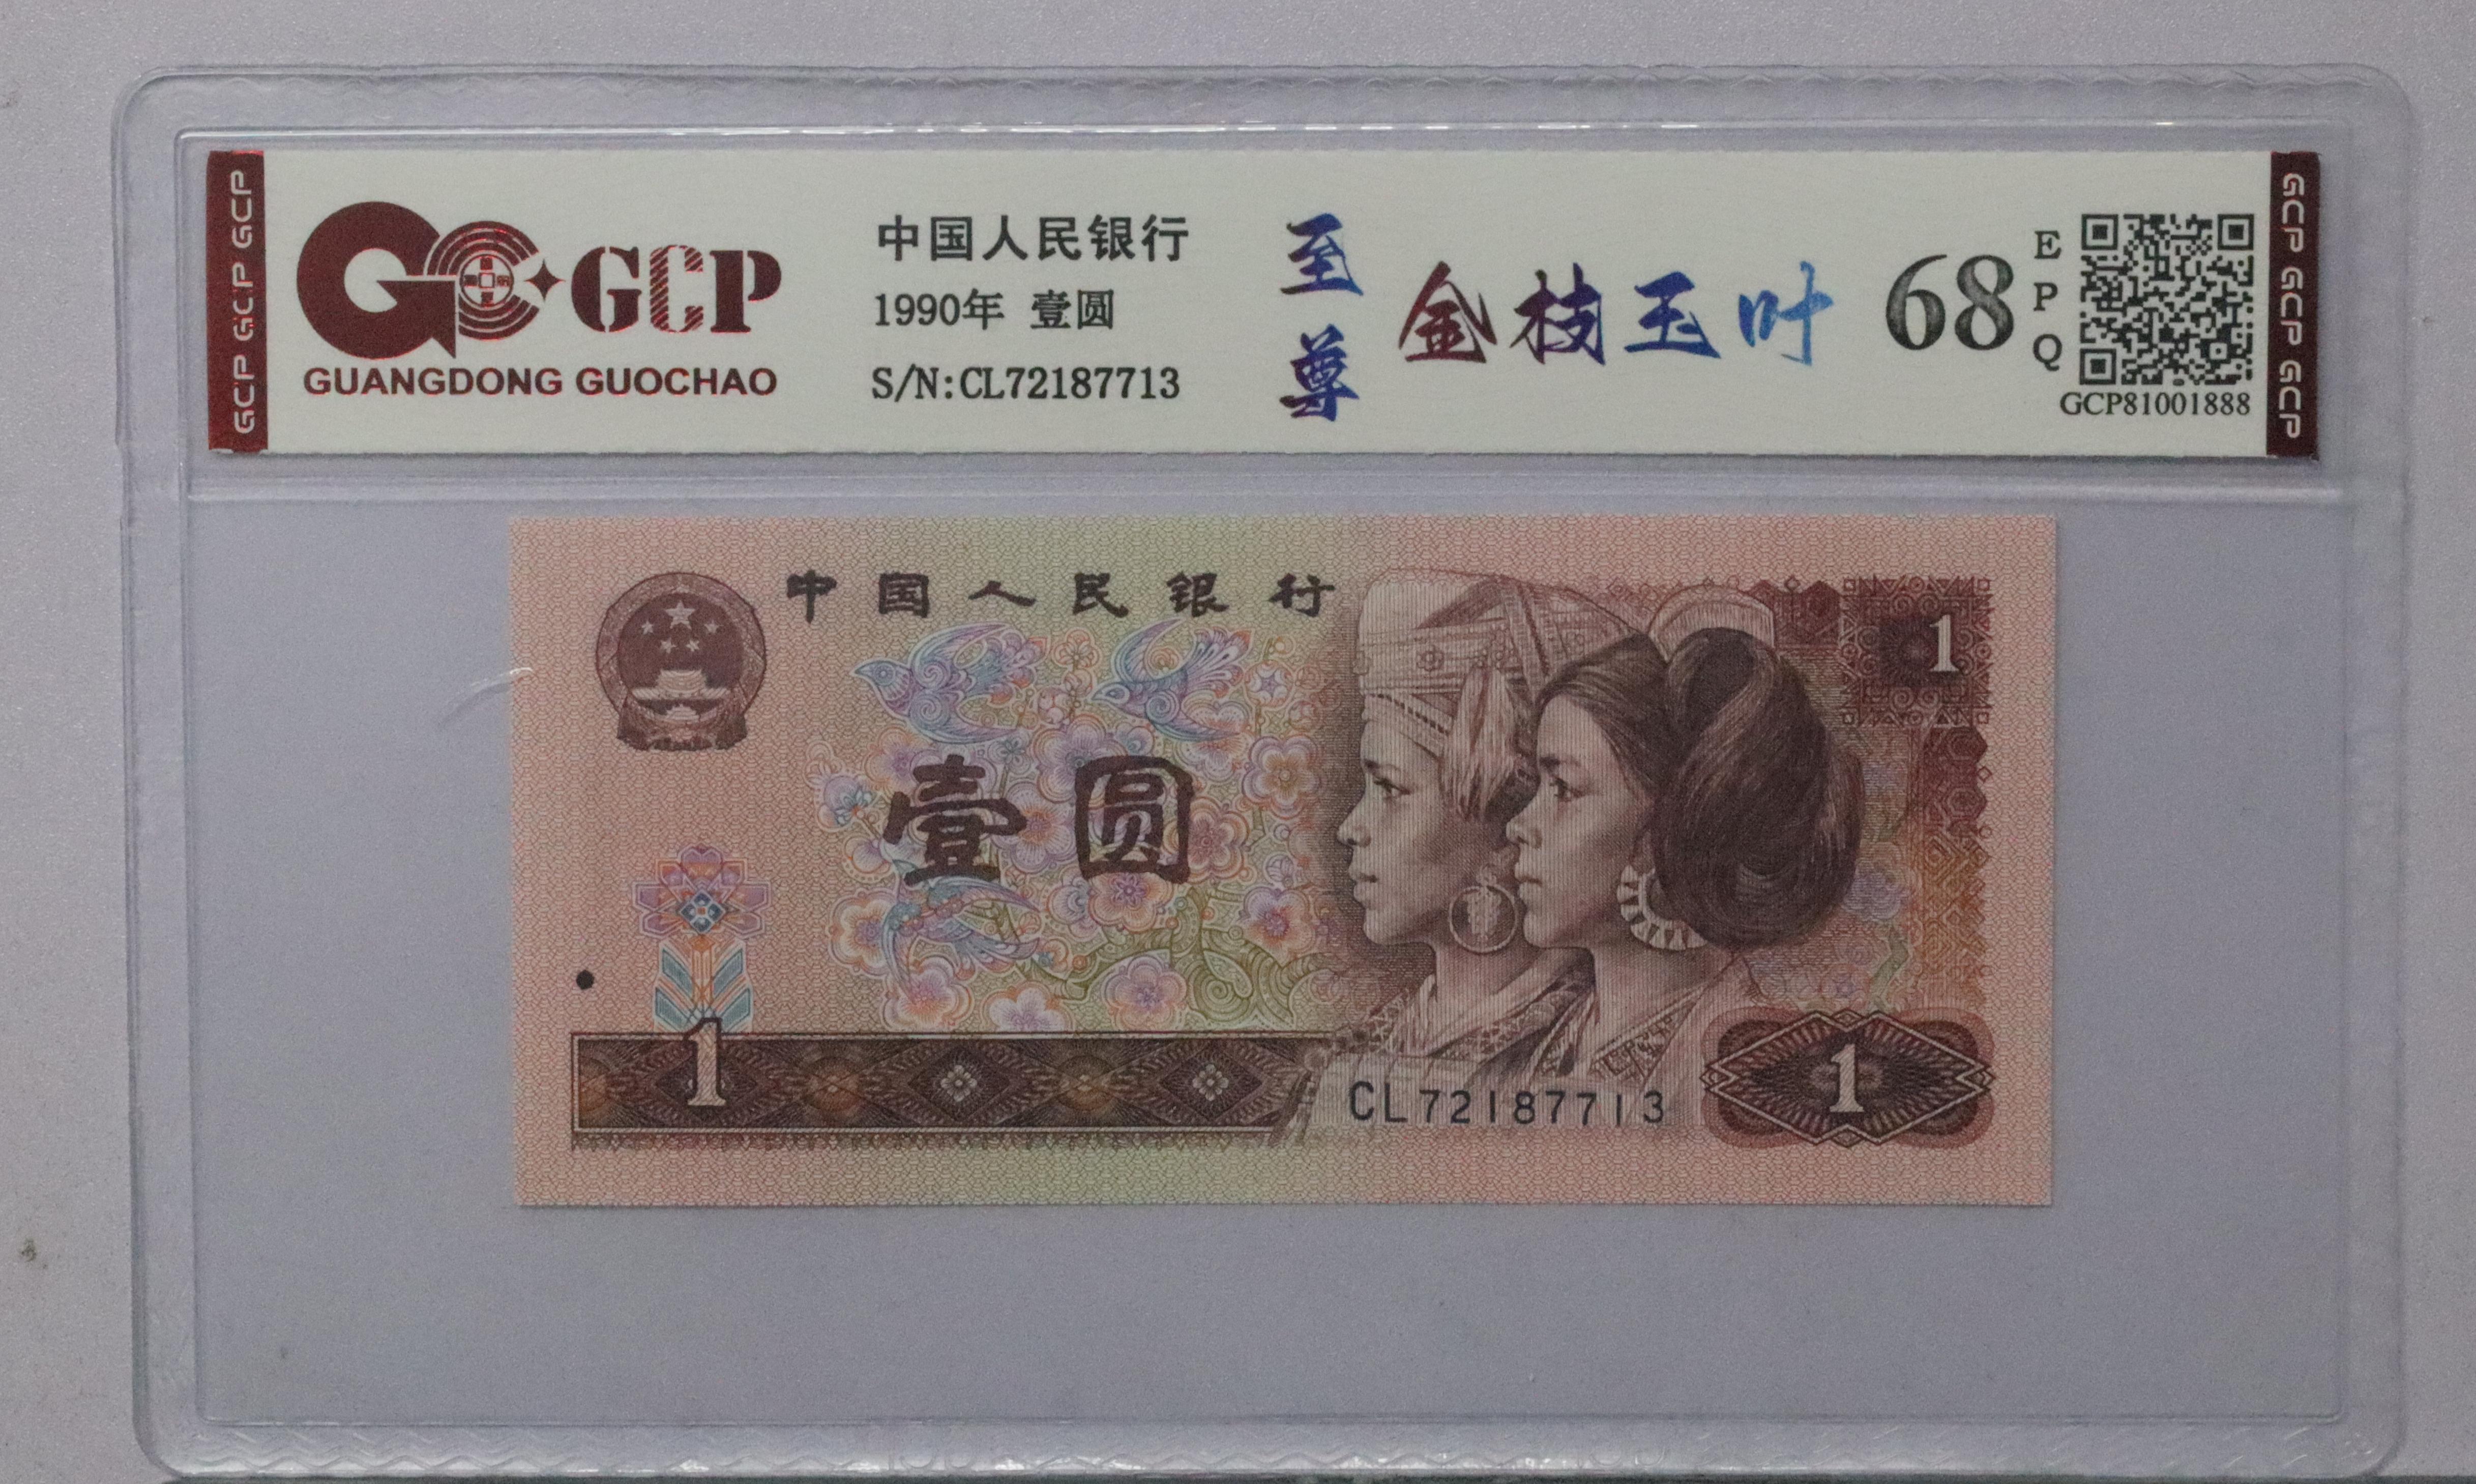 GCP GCP GCP
GCP
GUANGDONG GUOCHAO
中国人民银行
1990年 壹圆
S/N:CL72187713
至尊
金枝玉叶
68
EPQ
GCP81001888
GCP GCP GCP
中国人民银行
1
壹圆
1
CL72187713
1